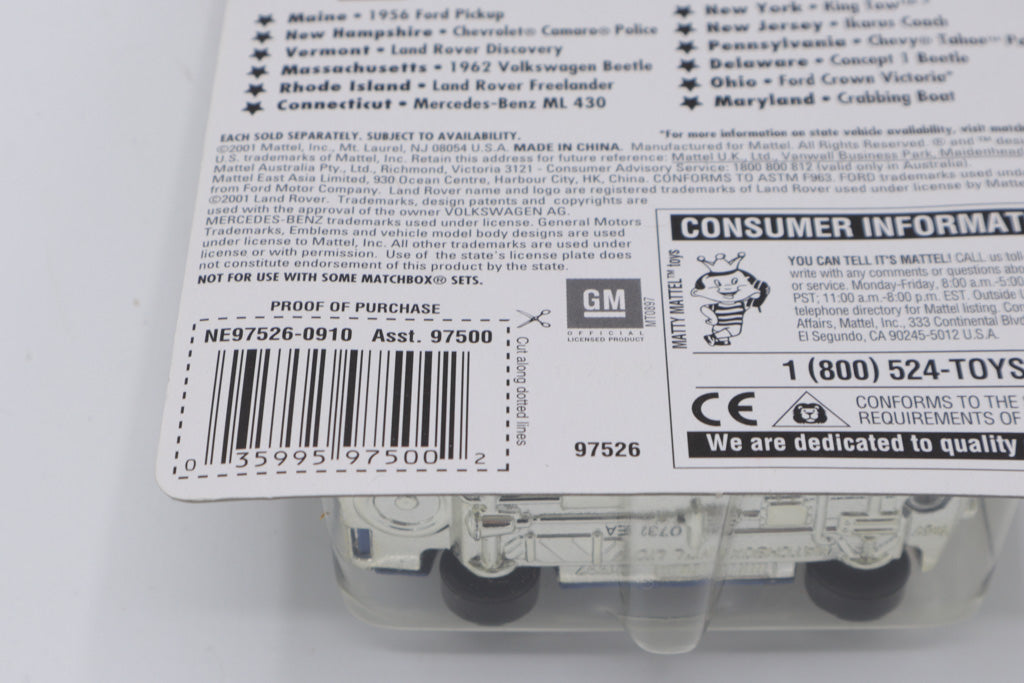 Maine • 1956 Ford Pickup
New Hampshire • Chevrolet® Camaro® Police
Vermont • Land Rover Discovery
Massachusetts • 1962 Volkswagen Beetle
Rhode Island • Land Rover Freelander
Connecticut • Mercedes-Benz ML 430
New York • King Tow™
New Jersey • Ikarus Coach
Pennsylvania • Chevy® Tahoe™
Delaware • Concept 1 Beetle
Ohio • Ford Crown Victoria*
Maryland • Crabbing Boat
EACH SOLD SEPARATELY. SUBJECT TO AVAILABILITY.
*For more information on state vehicle availability, visit
©2001 Mattel, Inc., Mt. Laurel, NJ 08054 U.S.A. MADE IN CHINA. Manufactured for Mattel. All Rights Reserved. ® and ™
U.S. trademarks of Mattel, Inc. Retain this address for future reference: Mattel U.K., Ltd., Vanwall Business Park, Maidenhead
Mattel Australia Pty., Ltd., Richmond, Victoria 3121 - Consumer Advisory Service: 1800 800 812 (valid only in Australia).
Mattel East Asia Limited, 930 Ocean Centre, Harbour City, HK, China. CONFORMS TO ASTM F963. FORD trademarks used
from Ford Motor Company. Land Rover name and logo are registered trademarks of Land Rover used under license by
©2001 Land Rover. Trademarks, design patents and copyrights are
used with the approval of the owner VOLKSWAGEN AG.
MERCEDES-BENZ trademarks used under license. General Motors
Trademarks, Emblems and vehicle model body designs are used
under license to Mattel, Inc. All other trademarks are used under
license or with permission. Use of the state's license plate does
not constitute endorsement of this product by the state.
NOT FOR USE WITH SOME MATCHBOX® SETS.
PROOF OF PURCHASE
NE97526-0910 Asst. 97500
0 35995 97500 2
Cut along dotted lines
GM
OFFICIAL
LICENSED PRODUCT
MT0897
97526
CONSUMER INFORMAT
MATTY MATTEL™ toys
YOU CAN TELL IT'S MATTEL! CALL us toll
write with any comments or questions
or service. Monday-Friday, 8:00 a.m.-5:00
PST; 11:00 a.m.-8:00 p.m. EST. Outside
telephone directory for Mattel listing.
Affairs, Mattel, Inc., 333 Continental
El Segundo, CA 90245-5012 U.S.A.
1 (800) 524-TOYS
CE
CONFORMS TO THE
REQUIREMENTS OF
We are dedicated to quality